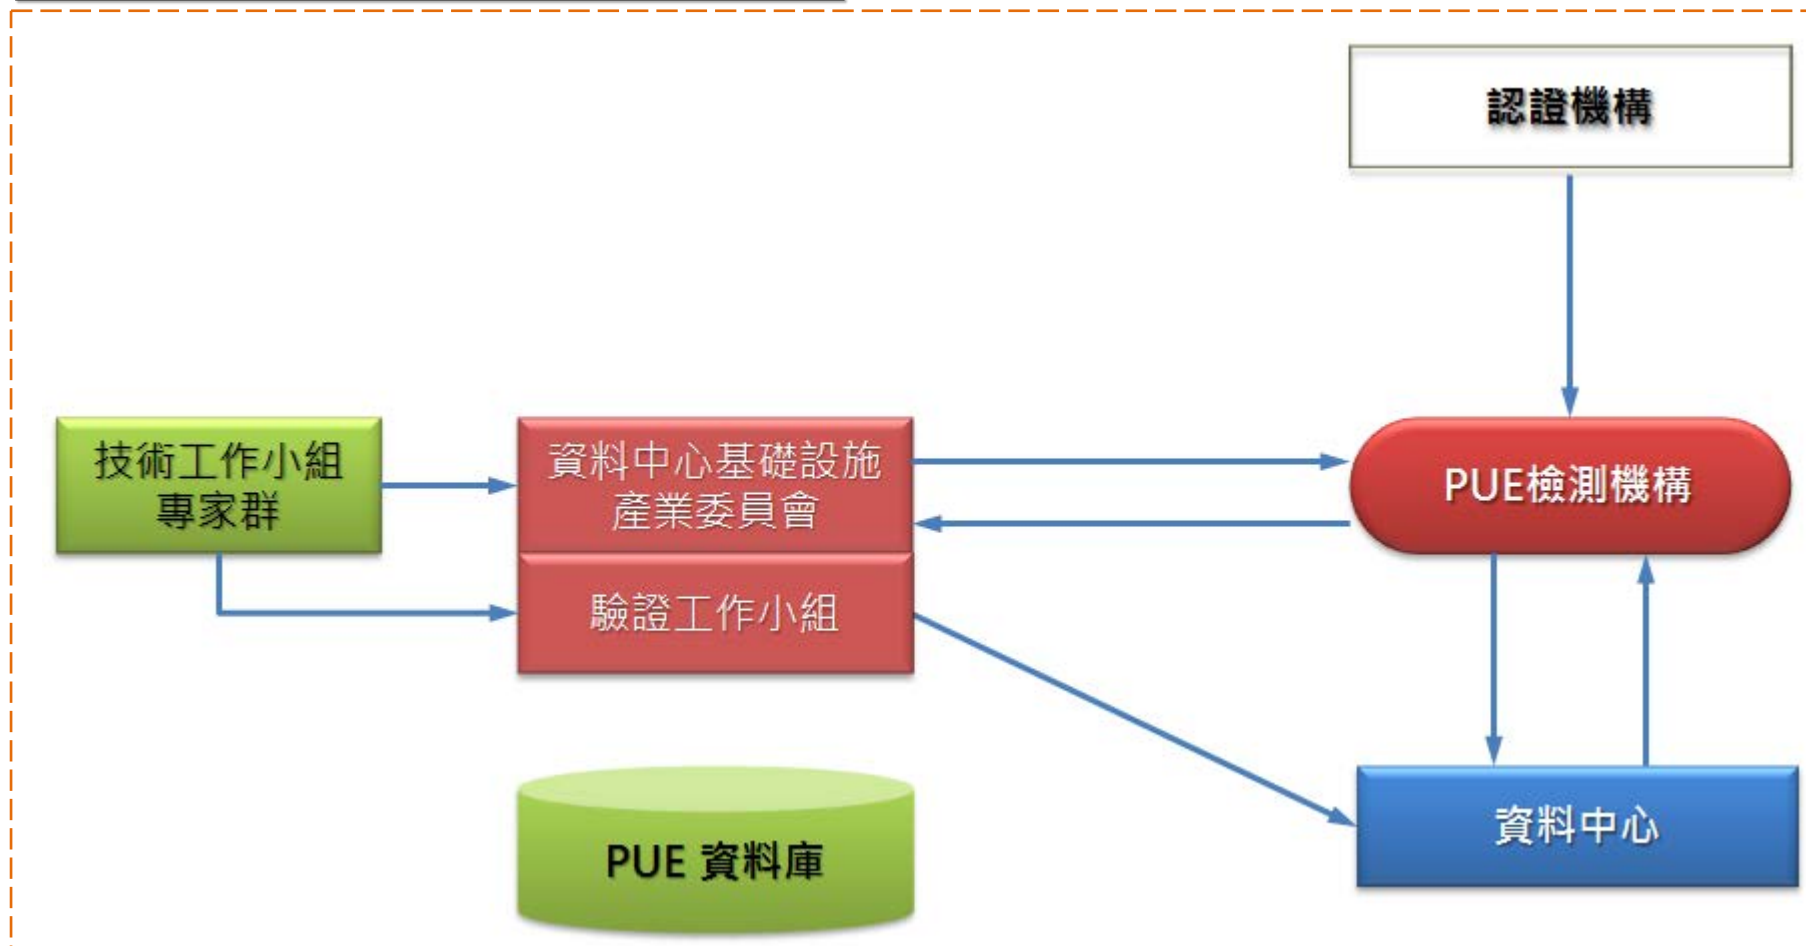 認證機構
技術工作小組
專家群
資料中心基礎設施
產業委員會
PUE檢測機構
驗證工作小組
資料中心
PUE 資料庫